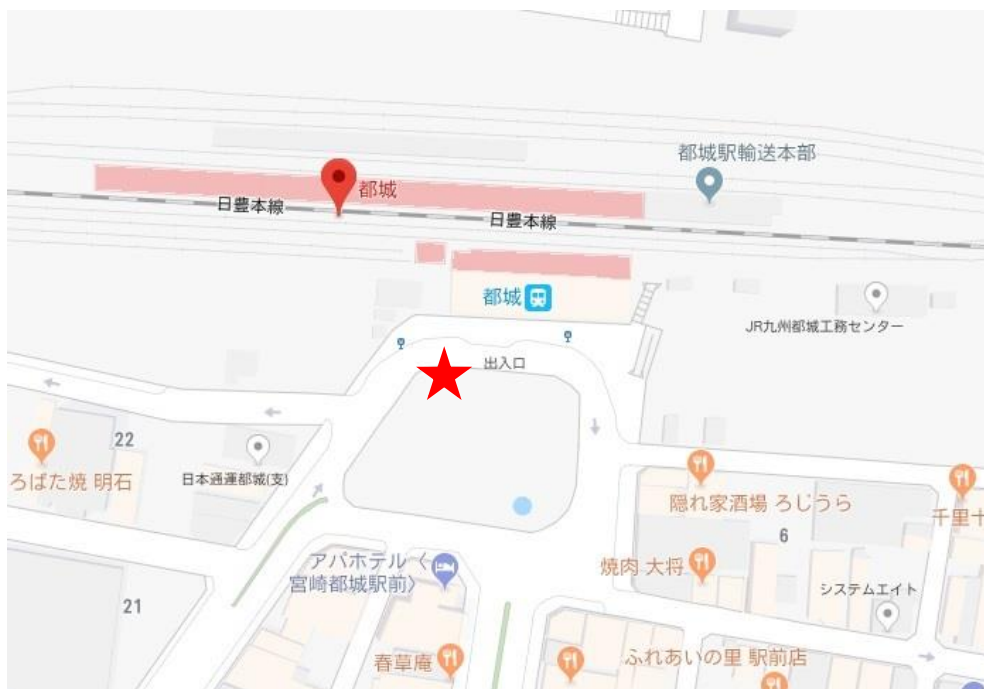 都城駅輸送本部
都城
日豊本線
日豊本線
都城
JR九州都城工務センター
出入口
22
ろばた焼 明石
日本通運都城(支)
隠れ家酒場 ろじうら
千里十
6
アパホテル〈
宮崎都城駅前〉
焼肉 大将
システムエイト
21
春草庵
ふれあいの里 駅前店